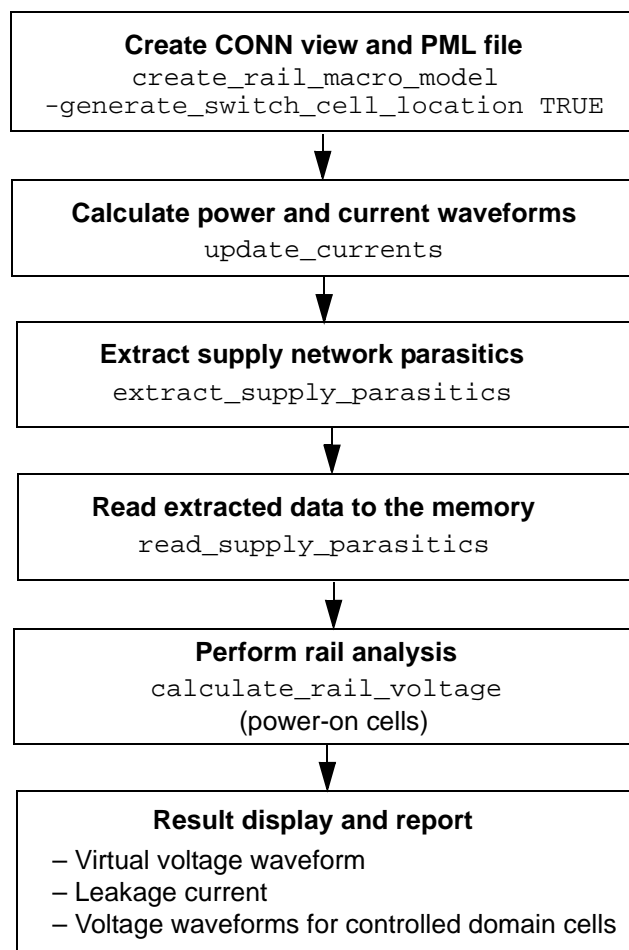 Create CONN view and PML file
create_rail_macro_model
-generate_switch_cell_location TRUE
Calculate power and current waveforms
update_currents
Extract supply network parasitics
extract_supply_parasitics
Read extracted data to the memory
read_supply_parasitics
Perform rail analysis
calculate_rail_voltage
(power-on cells)
Result display and report
– Virtual voltage waveform
– Leakage current
– Voltage waveforms for controlled domain cells